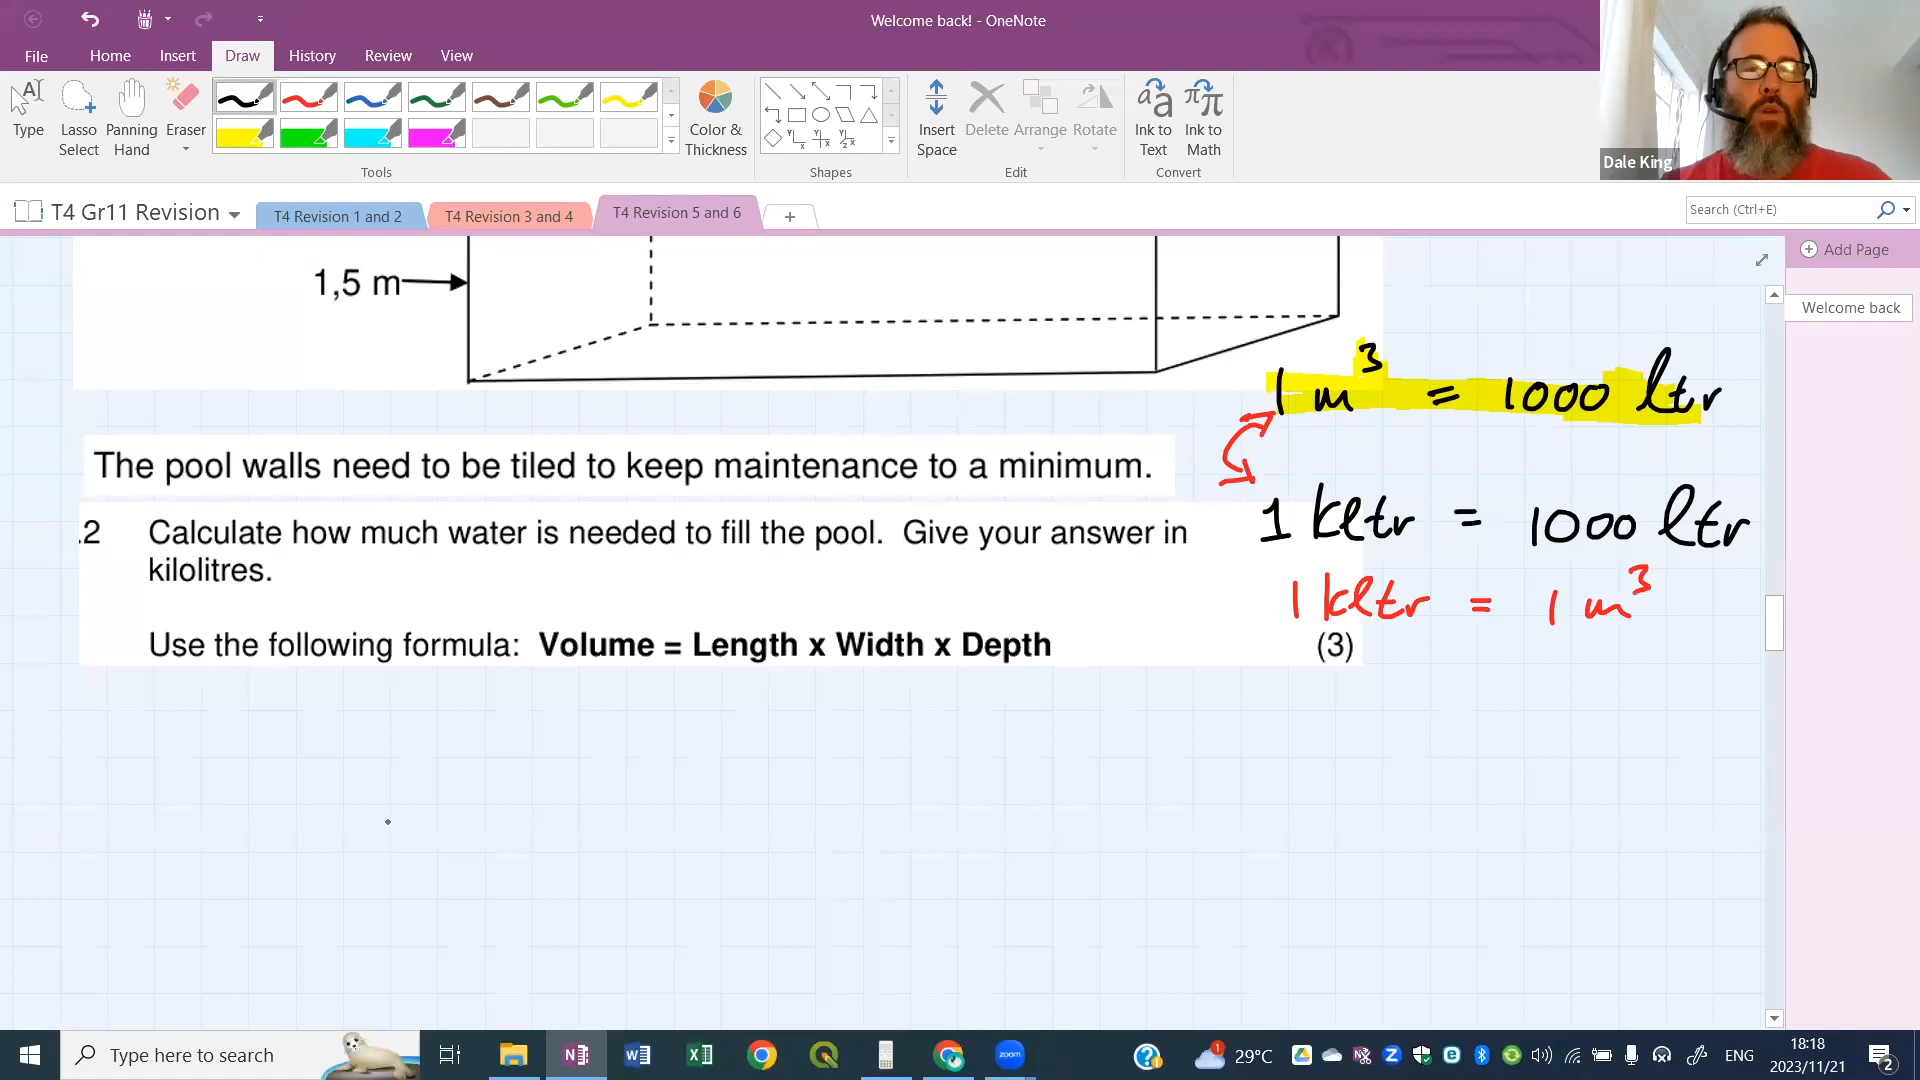 Welcome back! - OneNote
File Home Insert Draw History Review View
Type
Lasso Select
Panning Hand
Eraser
Color & Thickness
Insert Space
Delete
Arrange
Rotate
Ink to Text
Ink to Math
Tools
Shapes
Edit
Convert
Dale King
T4 Gr11 Revision
T4 Revision 1 and 2
T4 Revision 3 and 4
T4 Revision 5 and 6
Search (Ctrl+E)
Add Page
Welcome back
1,5 m
1 m³ = 1000 ltr
The pool walls need to be tiled to keep maintenance to a minimum.
1 kltr = 1000 ltr
.2 Calculate how much water is needed to fill the pool. Give your answer in
kilolitres.
1 kltr = 1 m³
Use the following formula: Volume = Length x Width x Depth (3)
Type here to search
zoom
29°C
ENG
18:18
2023/11/21
2